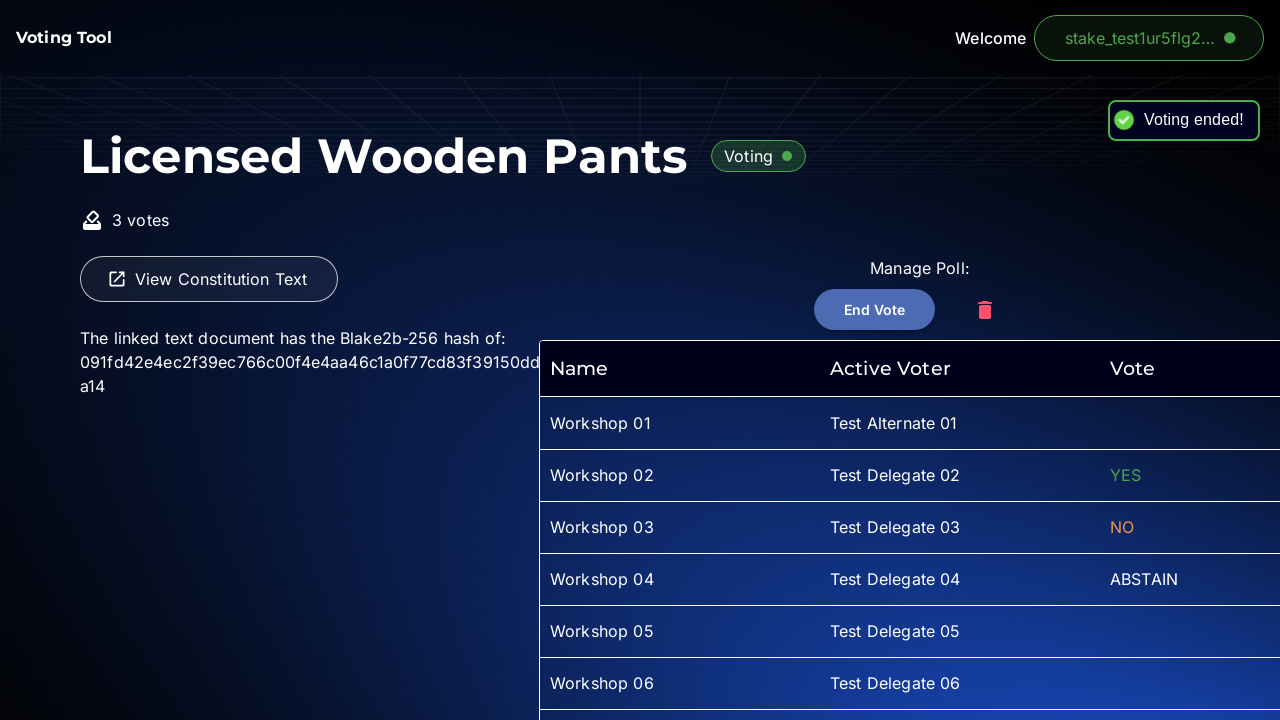 Voting Tool
Welcome
stake_test1ur5flg2...
Voting ended!
Licensed Wooden Pants
Voting
3 votes
View Constitution Text
Manage Poll:
End Vote
The linked text document has the Blake2b-256 hash of:
091fd42e4ec2f39ec766c00f4e4aa46c1a0f77cd83f39150dd
a14
Name Active Voter Vote
Workshop 01 Test Alternate 01
Workshop 02 Test Delegate 02 YES
Workshop 03 Test Delegate 03 NO
Workshop 04 Test Delegate 04 ABSTAIN
Workshop 05 Test Delegate 05
Workshop 06 Test Delegate 06